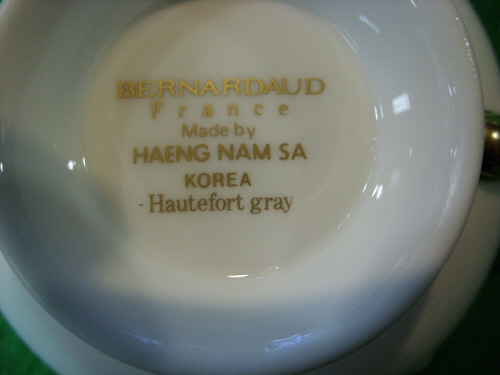 BERNARDAUD
France
Made by
HAENG NAM SA
KOREA
- Hautefort gray